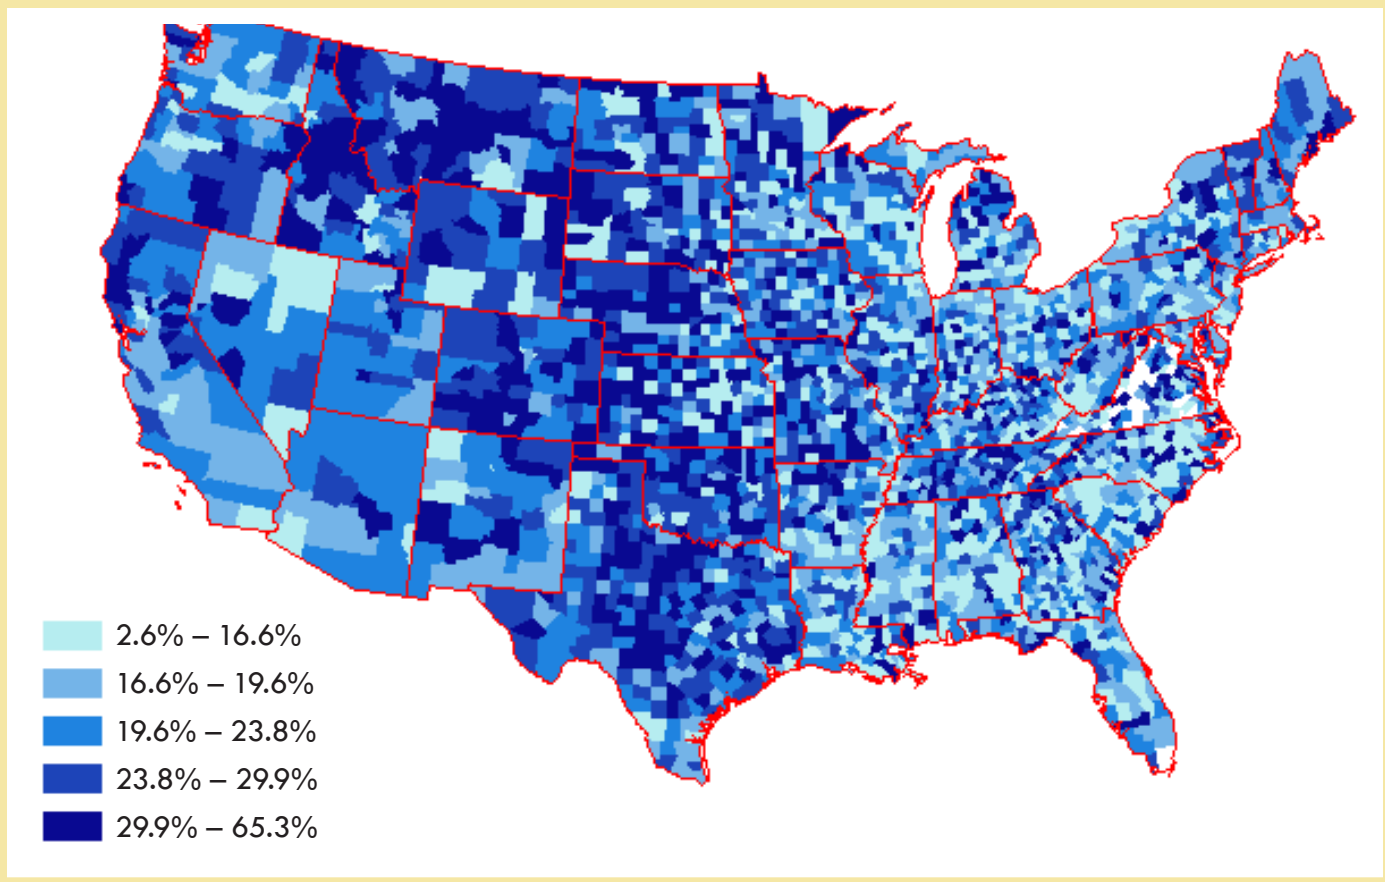 2.6% – 16.6%
16.6% – 19.6%
19.6% – 23.8%
23.8% – 29.9%
29.9% – 65.3%